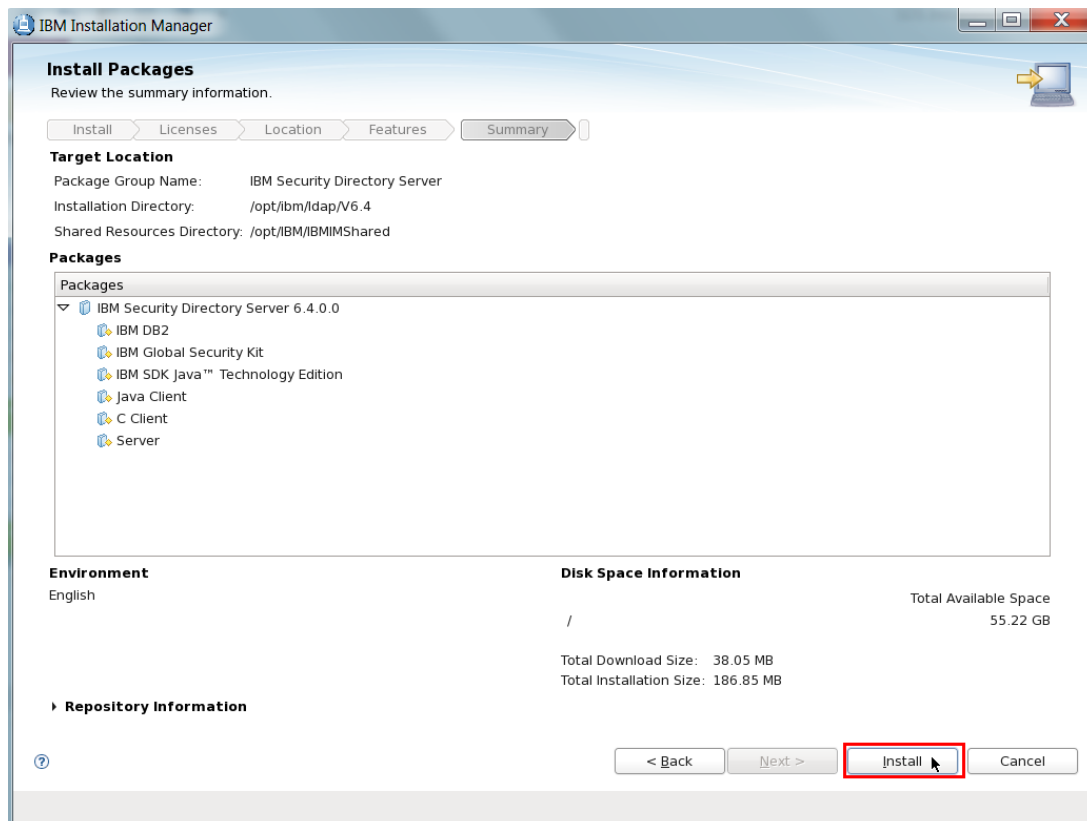 IBM Installation Manager
Install Packages
Review the summary information.
Install Licenses Location Features Summary
Target Location
Package Group Name: IBM Security Directory Server
Installation Directory: /opt/ibm/ldap/V6.4
Shared Resources Directory: /opt/IBM/IBMIMShared
Packages
Packages
IBM Security Directory Server 6.4.0.0
IBM DB2
IBM Global Security Kit
IBM SDK Java™ Technology Edition
Java Client
C Client
Server
Environment Disk Space Information
English Total Available Space
/ 55.22 GB
Total Download Size: 38.05 MB
Total Installation Size: 186.85 MB
Repository Information
? < Back Next > Install Cancel